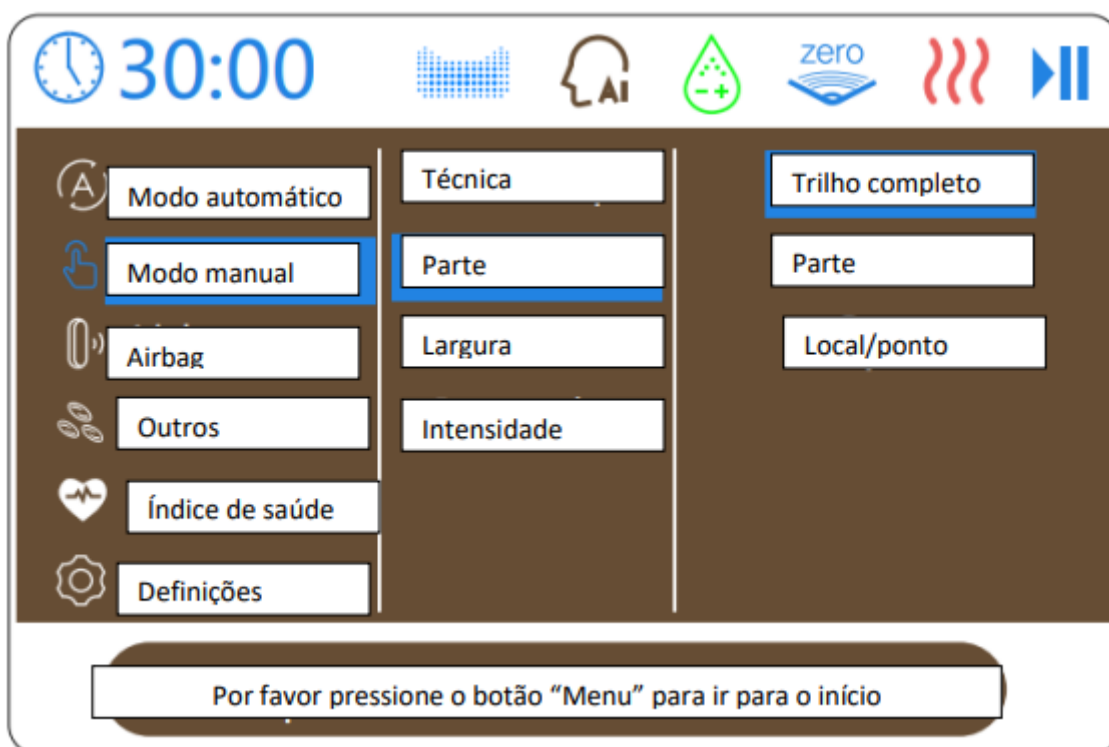 30:00
Ai
zero
A
Modo automático
Modo manual
Airbag
Outros
Índice de saúde
Definições
Técnica
Parte
Largura
Intensidade
Trilho completo
Parte
Local/ponto
Por favor pressione o botão “Menu” para ir para o início